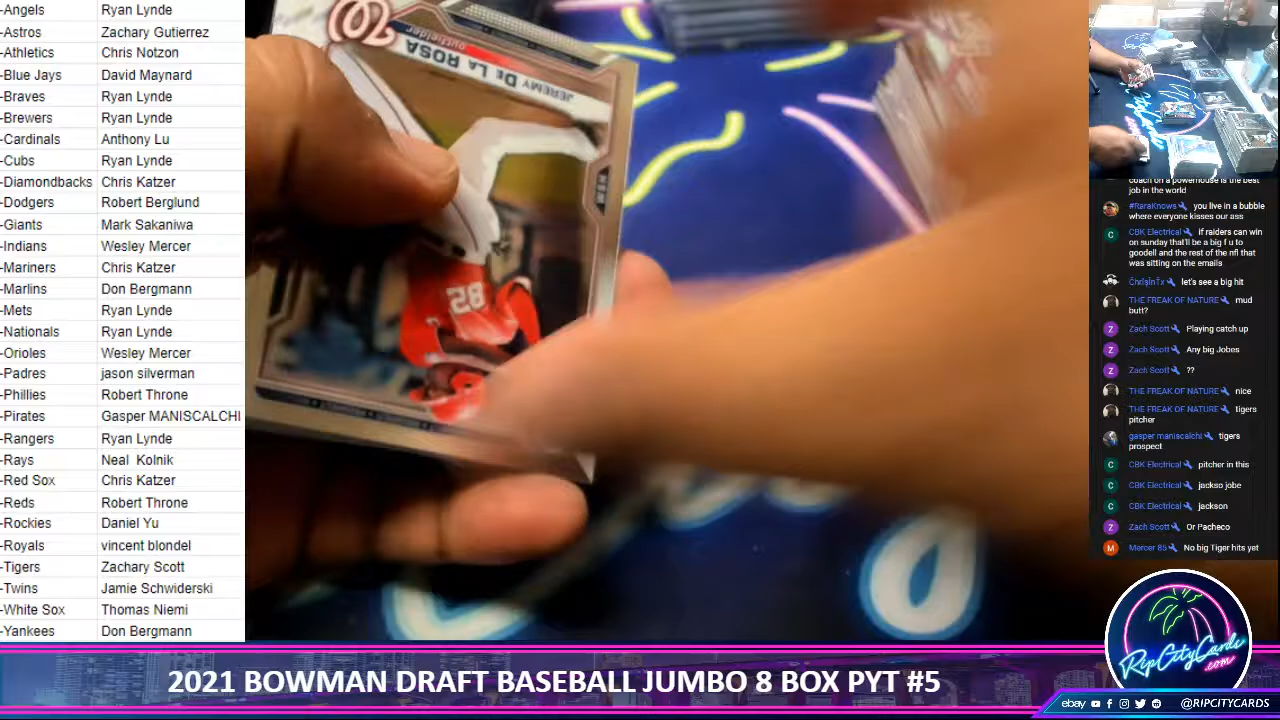 -Angels Ryan Lynde
-Astros Zachary Gutierrez
-Athletics Chris Notzon
-Blue Jays David Maynard
-Braves Ryan Lynde
-Brewers Ryan Lynde
-Cardinals Anthony Lu
-Cubs Ryan Lynde
-Diamondbacks Chris Katzer
-Dodgers Robert Berglund
-Giants Mark Sakaniwa
-Indians Wesley Mercer
-Mariners Chris Katzer
-Marlins Don Bergmann
-Mets Ryan Lynde
-Nationals Ryan Lynde
-Orioles Wesley Mercer
-Padres jason silverman
-Phillies Robert Throne
-Pirates Gasper MANISCALCHI
-Rangers Ryan Lynde
-Rays Neal Kolnik
-Red Sox Chris Katzer
-Reds Robert Throne
-Rockies Daniel Yu
-Royals vincent blondel
-Tigers Zachary Scott
-Twins Jamie Schwiderski
-White Sox Thomas Niemi
-Yankees Don Bergmann
JEREMY DE LA ROSA
outfielder
28
coach on a powerhouse is the best
job in the world
#RaraKnows you live in a bubble
where everyone kisses our ass
CBK Electrical if raiders can win
on sunday that'll be a big f u to
goodell and the rest of the nfl that
was sitting on the emails
let's see a big hit
THE FREAK OF NATURE mud
butt?
Zach Scott Playing catch up
Zach Scott Any big Jobes
Zach Scott ??
THE FREAK OF NATURE nice
THE FREAK OF NATURE tigers
pitcher
gasper maniscalchi tigers
prospect
CBK Electrical pitcher in this
CBK Electrical jackso jobe
CBK Electrical jackson
Zach Scott Or Pacheco
Mercer 85 No big Tiger hits yet
RipCityCards
.com
2021 BOWMAN DRAFT BASEBALL JUMBO 8 BOX PYT #5
ebay @RIPCITYCARDS